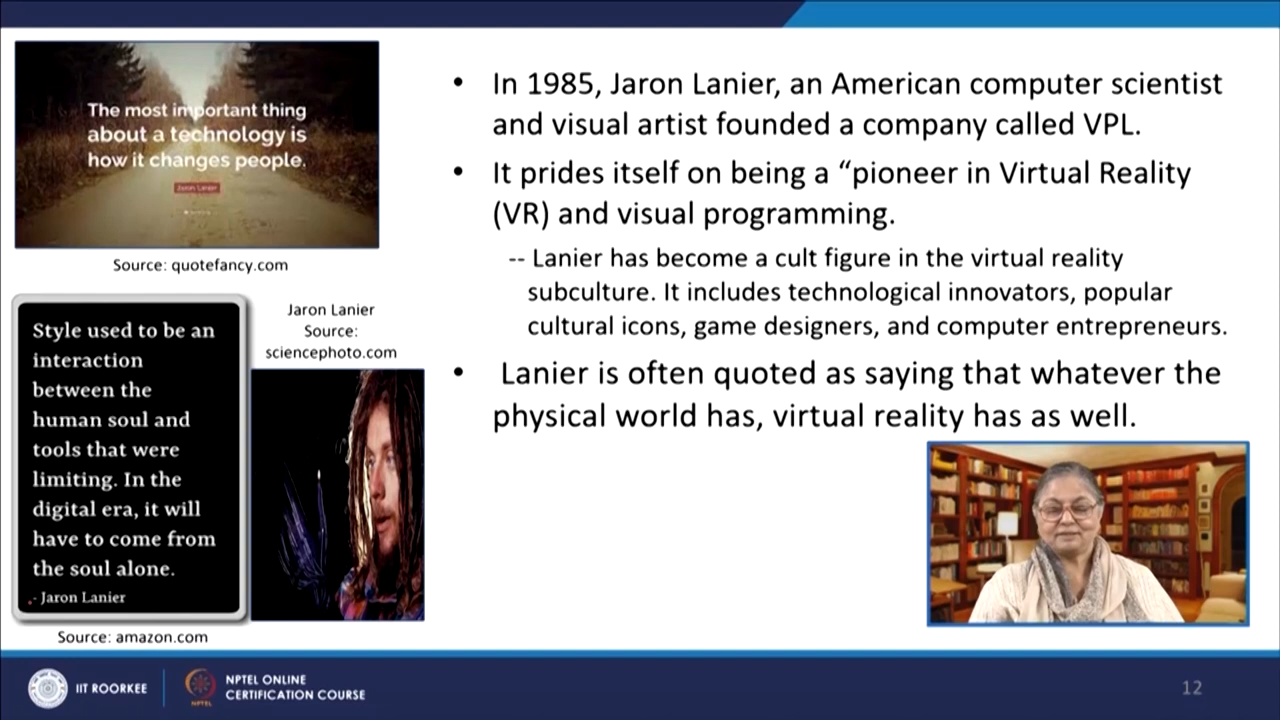 The most important thing
about a technology is
how it changes people.
Jaron Lanier
Source: quotefancy.com
Style used to be an
interaction
between the
human soul and
tools that were
limiting. In the
digital era, it will
have to come from
the soul alone.
- Jaron Lanier
Source: amazon.com
Jaron Lanier
Source:
sciencephoto.com
• In 1985, Jaron Lanier, an American computer scientist
and visual artist founded a company called VPL.
• It prides itself on being a “pioneer in Virtual Reality
(VR) and visual programming.
-- Lanier has become a cult figure in the virtual reality
subculture. It includes technological innovators, popular
cultural icons, game designers, and computer entrepreneurs.
• Lanier is often quoted as saying that whatever the
physical world has, virtual reality has as well.
IIT ROORKEE
NPTEL
NPTEL ONLINE
CERTIFICATION COURSE
12